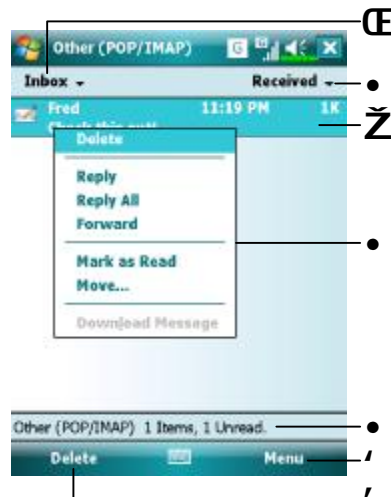 Œ
Other (POP/IMAP) G
Inbox Received
•
Fred 11:19 PM 1K
Ž
Check this out!
Delete
Reply
Reply All
Forward
•
Mark as Read
Move...
Download Message
Other (POP/IMAP) 1 Items, 1 Unread.
•
Delete Menu
‘
’